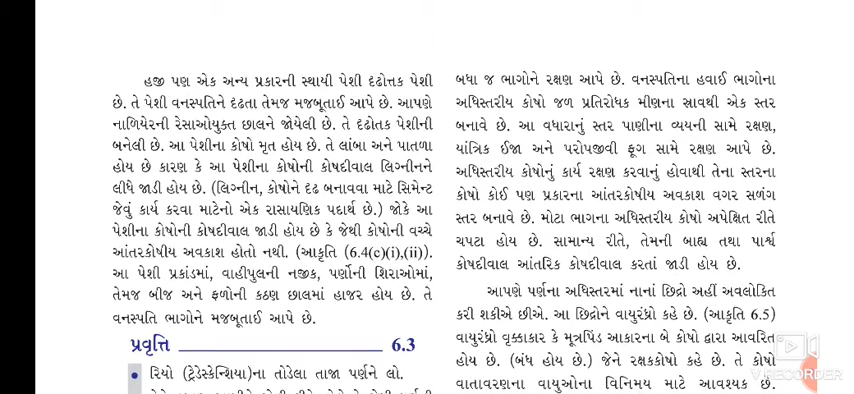 હજી પણ એક અન્ય પ્રકારની સ્થાયી પેશી દૃઢોત્તક પેશી
છે. તે પેશી વનસ્પતિને દૃઢતા તેમજ મજબૂતાઈ આપે છે. આપણે
નાળિયેરની રેસાઓયુક્ત છાલને જોયેલી છે. તે દૃઢોતક પેશીની
બનેલી છે. આ પેશીના કોષો મૃત હોય છે. તે લાંબા અને પાતળા
હોય છે કારણ કે આ પેશીના કોષોની કોષદીવાલ લિગ્નીનને
લીધે જાડી હોય છે. (લિગ્નીન, કોષોને દૃઢ બનાવવા માટે સિમેન્ટ
જેવું કાર્ય કરવા માટેનો એક રાસાયણિક પદાર્થ છે.) જોકે આ
પેશીના કોષોની કોષદીવાલ જાડી હોય છે કે જેથી કોષોની વચ્ચે
આંતરકોષીય અવકાશ હોતો નથી. (આકૃતિ (6.4(c)(i),(ii)).
આ પેશી પ્રકાંડમાં, વાહીપુલની નજીક, પર્ણોની શિરાઓમાં,
તેમજ બીજ અને ફળોની કઠણ છાલમાં હાજર હોય છે. તે
વનસ્પતિ ભાગોને મજબૂતાઈ આપે છે.
પ્રવૃત્તિ 6.3
• રિયો (ટ્રેડેસ્કેન્શિયા)ના તોડેલા તાજા પર્ણને લો.
બધા જ ભાગોને રક્ષણ આપે છે. વનસ્પતિના હવાઈ ભાગોના
અધિસ્તરીય કોષો જળ પ્રતિરોધક મીણના સ્રાવથી એક સ્તર
બનાવે છે. આ વધારાનું સ્તર પાણીના વ્યયની સામે રક્ષણ,
યાંત્રિક ઈજા અને પરોપજીવી ફૂગ સામે રક્ષણ આપે છે.
અધિસ્તરીય કોષોનું કાર્ય રક્ષણ કરવાનું હોવાથી તેના સ્તરના
કોષો કોઈ પણ પ્રકારના આંતરકોષીય અવકાશ વગર સળંગ
સ્તર બનાવે છે. મોટા ભાગના અધિસ્તરીય કોષો અપેક્ષિત રીતે
ચપટા હોય છે. સામાન્ય રીતે, તેમની બાહ્ય તથા પાર્શ્વ
કોષદીવાલ આંતરિક કોષદીવાલ કરતાં જાડી હોય છે.
આપણે પર્ણના અધિસ્તરમાં નાનાં છિદ્રો અહીં અવલોકિત
કરી શકીએ છીએ. આ છિદ્રોને વાયુરંધ્રો કહે છે. (આકૃતિ 6.5)
વાયુરંધ્રો વૃક્કાકાર કે મૂત્રપિંડ આકારના બે કોષો દ્વારા આવરિત
હોય છે. (બંધ હોય છે.) જેને રક્ષકકોષો કહે છે. તે કોષો
વાતાવરણના વાયુઓના વિનિમય માટે આવશ્યક છે.
V RECORDER